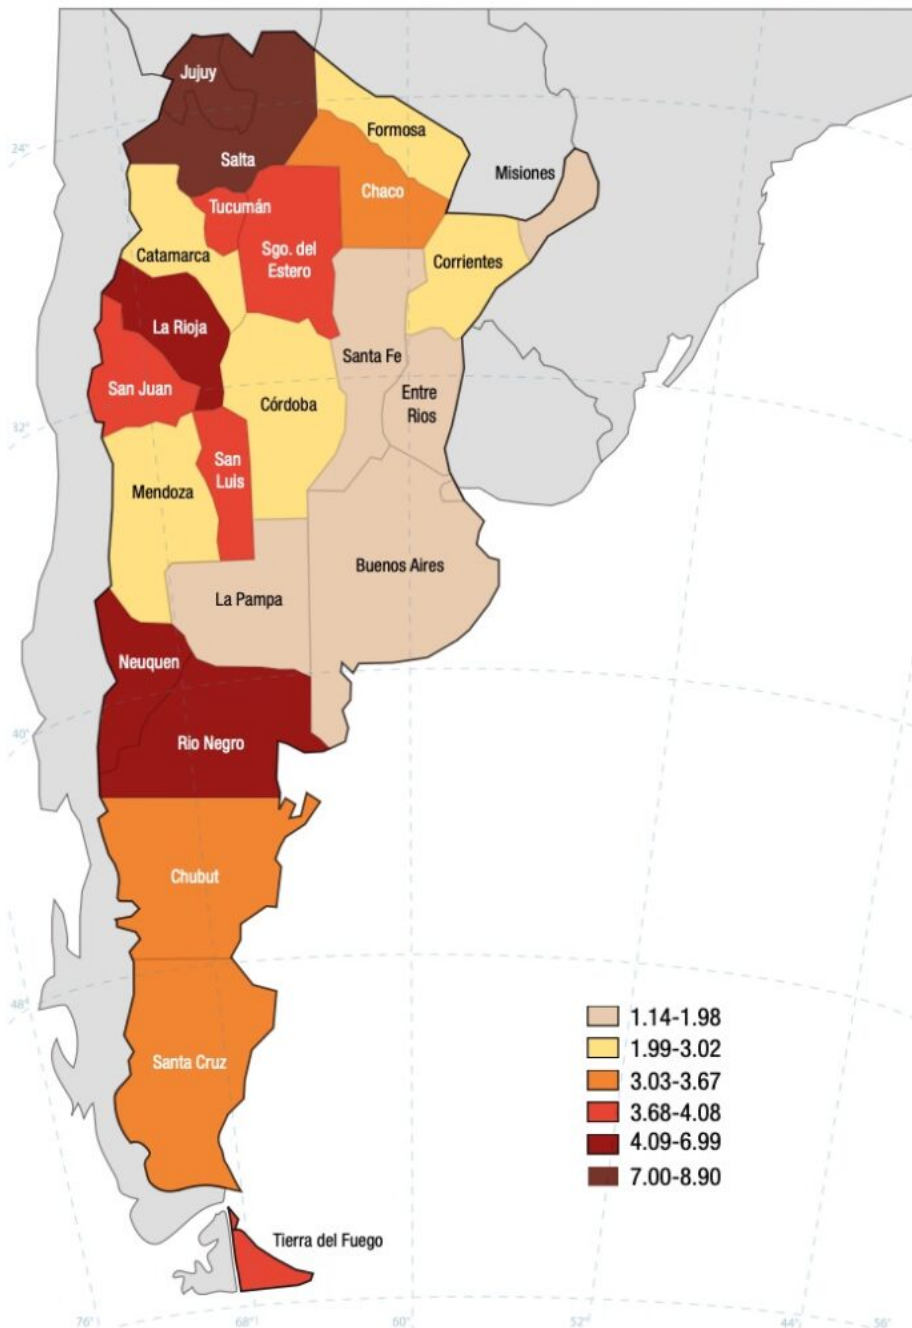 Jujuy
Formosa
24°
Salta
Misiones
Chaco
Tucumán
Sgo. del
Estero
Catamarca
Corrientes
La Rioja
Santa Fe
San Juan
Entre
Rios
Córdoba
32°
San
Luis
Mendoza
Buenos Aires
La Pampa
Neuquen
40°
Rio Negro
Chubut
48°
1.14-1.98
1.99-3.02
Santa Cruz
3.03-3.67
3.68-4.08
4.09-6.99
7.00-8.90
Tierra del Fuego
76°
68°
60°
52°
44°
56°